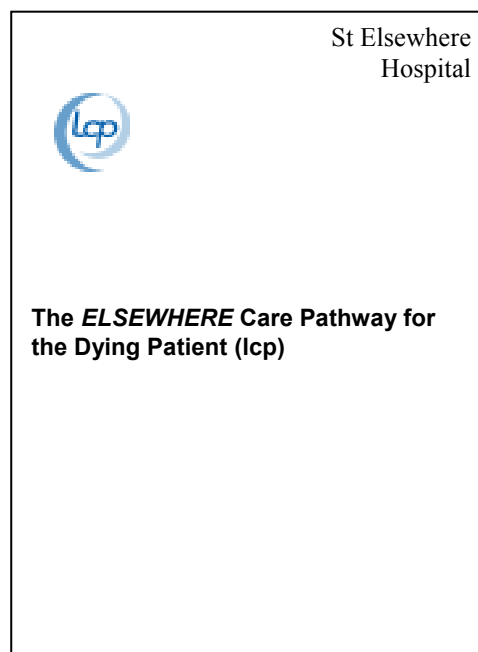 St Elsewhere
Hospital
lcp
The ELSEWHERE Care Pathway for
the Dying Patient (lcp)